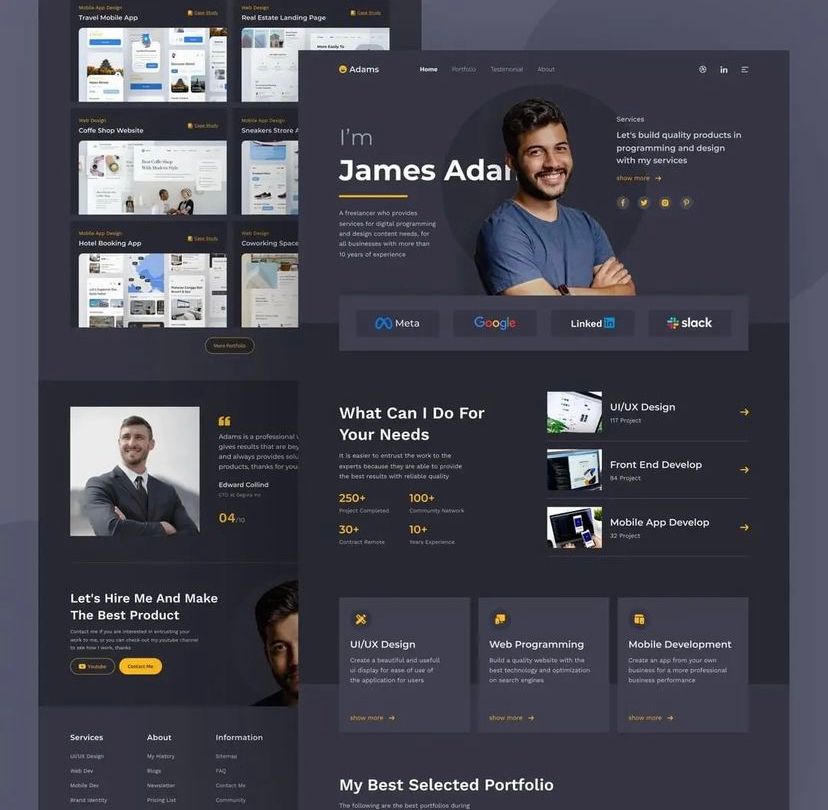 Mobile App Design
Travel Mobile App
Case Study
Web Design
Real Estate Landing Page
Case Study
Web Design
Coffe Shop Website
Case Study
Best Coffee Shop
With Modern Style
Mobile App Design
Sneakers Strore A
Mobile App Design
Hotel Booking App
Case Study
Web Design
Coworking Space
More Portfolio
Adams is a professional
gives results that are bey
and always provides solu
products, thanks for you
Edward Collind
CTO at Segira Inc
04/10
Let's Hire Me And Make
The Best Product
Contact me if you are interested in entrusting your
work to me, or you can check out my youtube channel
to see how I work, thanks
Youtube
Contact Me
Services
About
Information
UI/UX Design
My History
Sitemap
Web Dev
Blogs
FAQ
Mobile Dev
Newsletter
Contact Me
Brand Identity
Pricing List
Community
Adams
Home
Portfolio
Testimonial
About
in
I'm
James Adam
A freelancer who provides
services for digital programming
and design content needs, for
all businesses with more than
10 years of experience
Services
Let's build quality products in
programming and design
with my services
show more
Meta
Google
Linked in
slack
What Can I Do For
Your Needs
It is easier to entrust the work to the
experts because they are able to provide
the best results with reliable quality
250+
100+
Project Completed
Community Network
30+
10+
Contract Remote
Years Experience
UI/UX Design
117 Project
Front End Develop
84 Project
Mobile App Develop
32 Project
UI/UX Design
Create a beautiful and usefull
ui display for ease of use of
the application for users
show more
Web Programming
Build a quality website with the
best technology and optimization
on search engines
show more
Mobile Development
Create an app from your own
business for a more professional
business performance
show more
My Best Selected Portfolio
The following are the best portfolios during